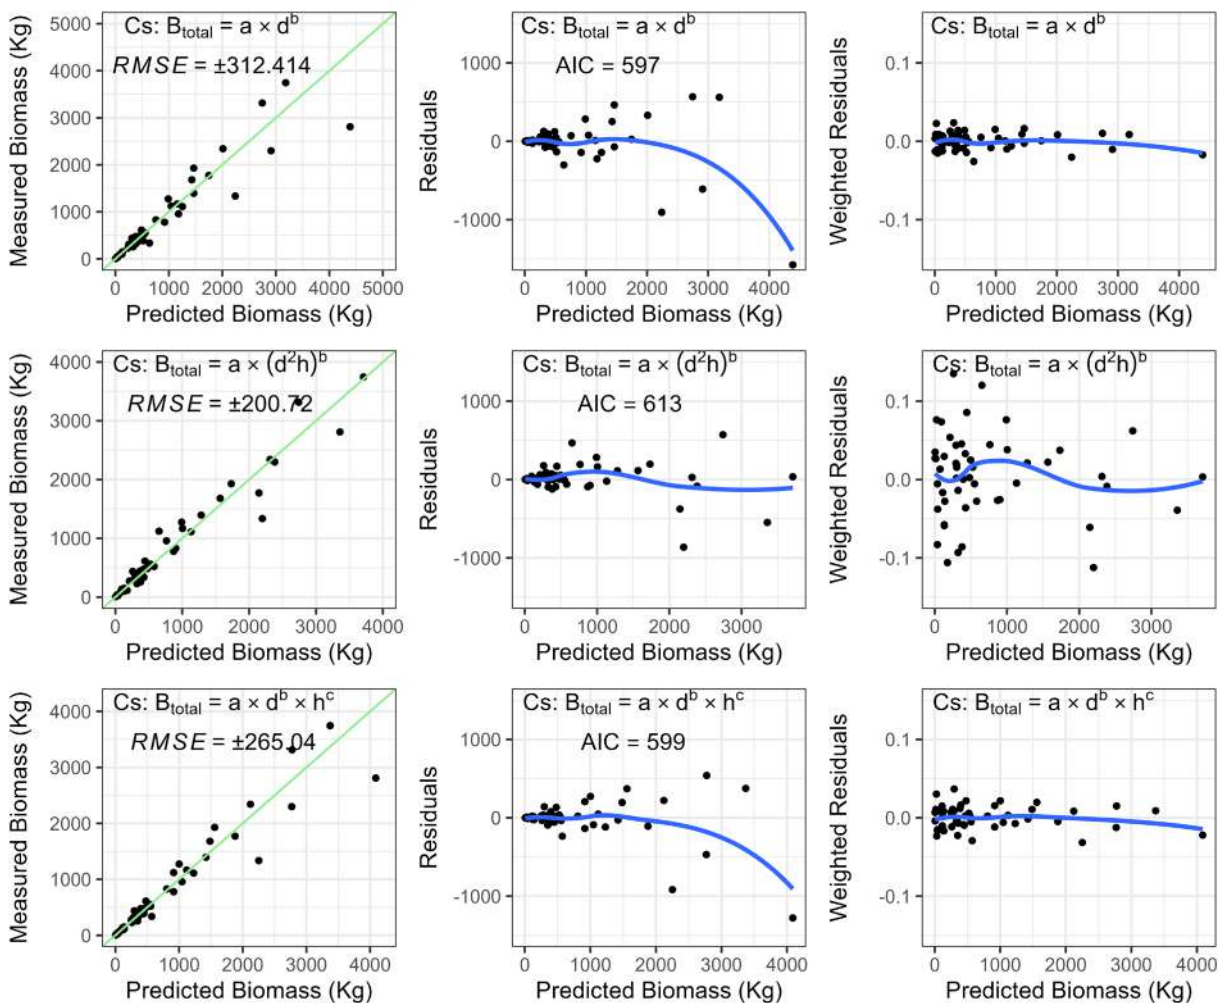 Measured Biomass (Kg)
5000
4000
3000
2000
1000
0
Cs: B_total = a × d^b
RMSE = ±312.414
0 1000 2000 3000 4000 5000
Predicted Biomass (Kg)
Residuals
1000
0
-1000
Cs: B_total = a × d^b
AIC = 597
0 1000 2000 3000 4000
Predicted Biomass (Kg)
Weighted Residuals
0.1
0.0
-0.1
Cs: B_total = a × d^b
0 1000 2000 3000 4000
Predicted Biomass (Kg)
Measured Biomass (Kg)
4000
3000
2000
1000
0
Cs: B_total = a × (d²h)^b
RMSE = ±200.72
0 1000 2000 3000 4000
Predicted Biomass (Kg)
Residuals
1000
0
-1000
Cs: B_total = a × (d²h)^b
AIC = 613
0 1000 2000 3000
Predicted Biomass (Kg)
Weighted Residuals
0.1
0.0
-0.1
Cs: B_total = a × (d²h)^b
0 1000 2000 3000
Predicted Biomass (Kg)
Measured Biomass (Kg)
4000
3000
2000
1000
0
Cs: B_total = a × d^b × h^c
RMSE = ±265.04
0 1000 2000 3000 4000
Predicted Biomass (Kg)
Residuals
1000
0
-1000
Cs: B_total = a × d^b × h^c
AIC = 599
0 1000 2000 3000 4000
Predicted Biomass (Kg)
Weighted Residuals
0.1
0.0
-0.1
Cs: B_total = a × d^b × h^c
0 1000 2000 3000 4000
Predicted Biomass (Kg)